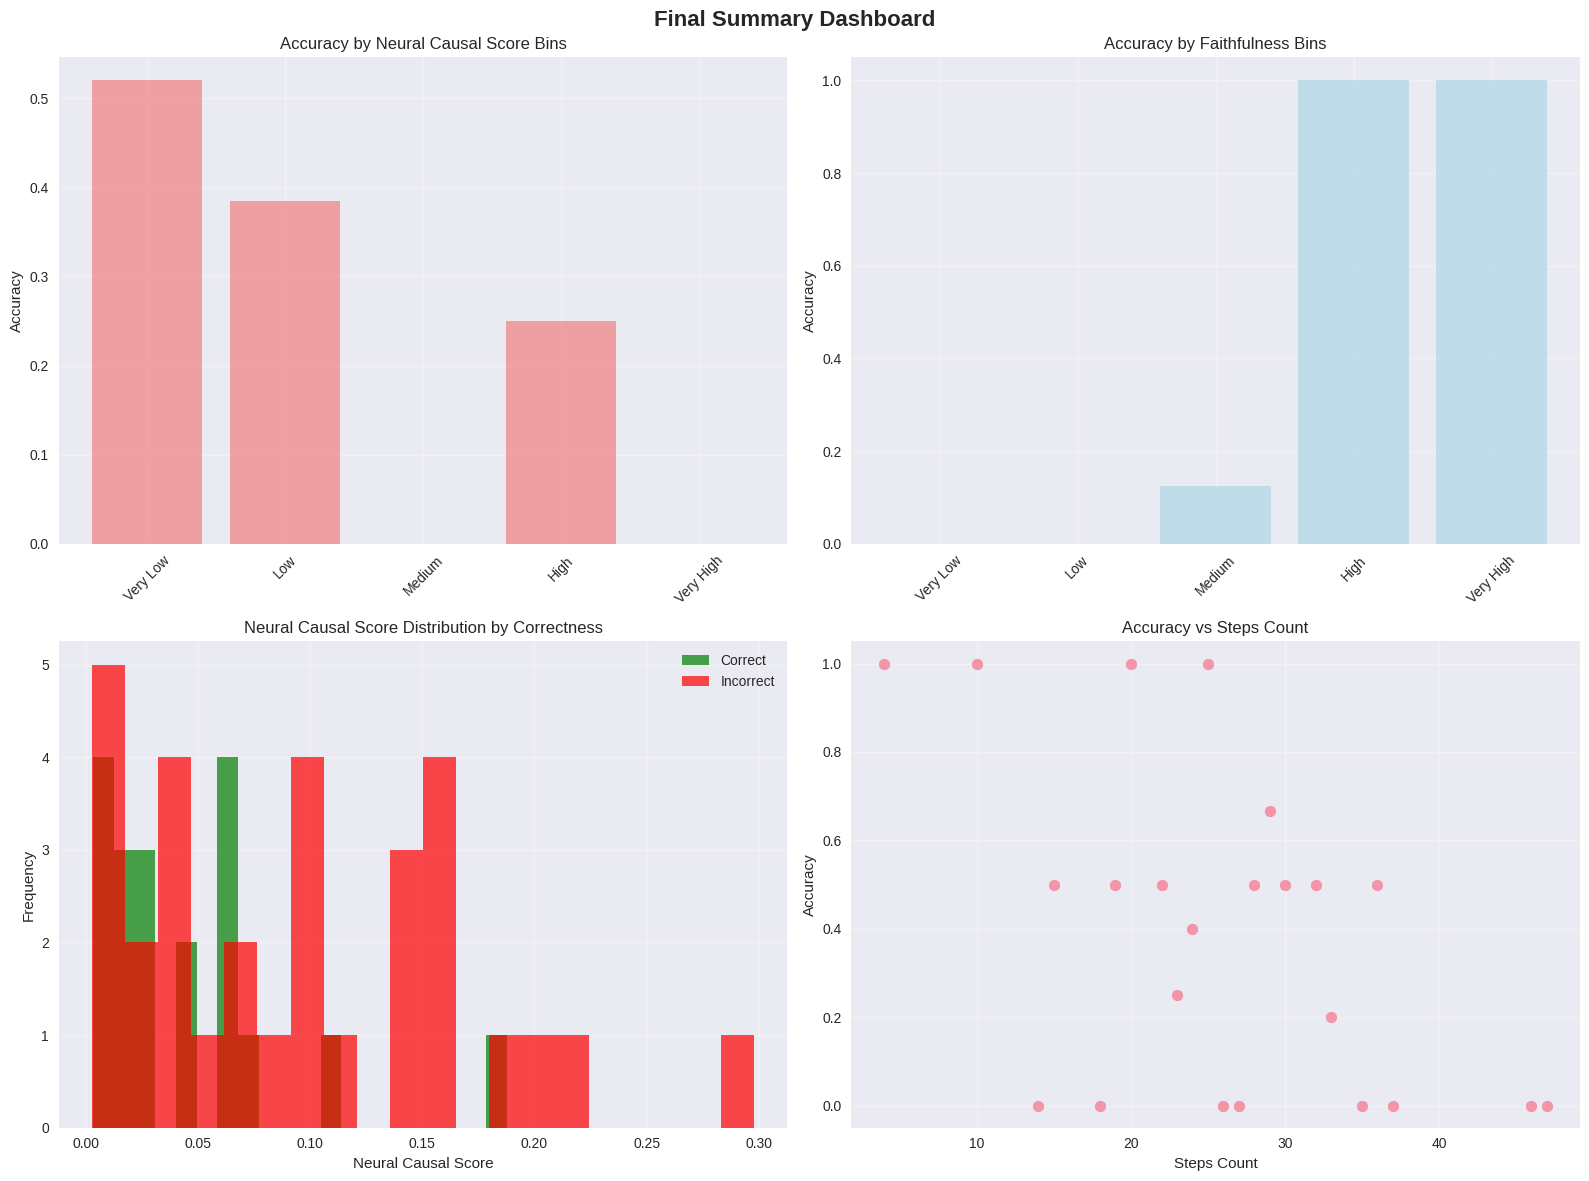 Final Summary Dashboard
Accuracy by Neural Causal Score Bins
Accuracy
0.5
0.4
0.3
0.2
0.1
0.0
Very Low
Low
Medium
High
Very High
Accuracy by Faithfulness Bins
Accuracy
1.0
0.8
0.6
0.4
0.2
0.0
Very Low
Low
Medium
High
Very High
Neural Causal Score Distribution by Correctness
Correct
Incorrect
Frequency
5
4
3
2
1
0
0.00 0.05 0.10 0.15 0.20 0.25 0.30
Neural Causal Score
Accuracy vs Steps Count
Accuracy
1.0
0.8
0.6
0.4
0.2
0.0
10 20 30 40
Steps Count